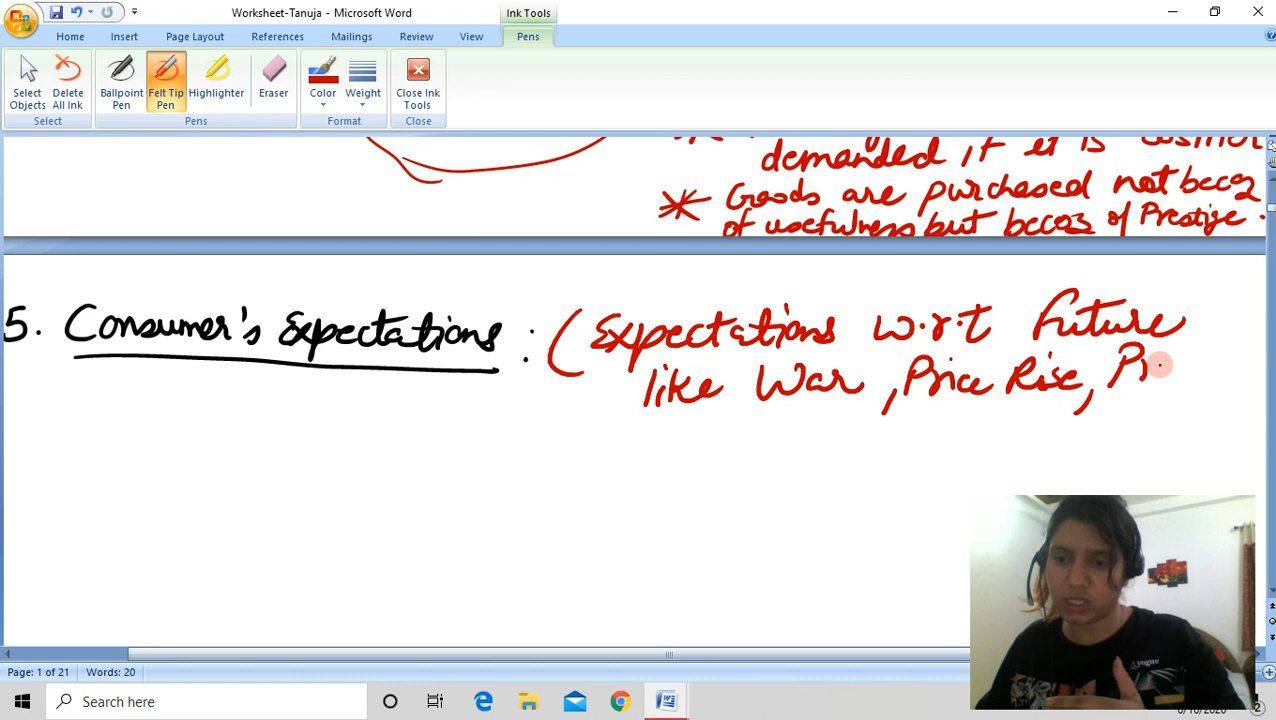 Worksheet-Tanuja - Microsoft Word
Ink Tools
Home Insert Page Layout References Mailings Review View Pens
Select Objects
Delete All Ink
Ballpoint Pen
Felt Tip Pen
Highlighter
Eraser
Color
Weight
Close Ink Tools
Select Pens Format Close
demanded if it is
* Goods are purchased not becoz
of usefulness but becoz of Prestige.
5. Consumer's Expectations : (Expectations w.r.t Future
like War, Price Rise, Pr
vogue
Page: 1 of 21 Words: 20
Search here
2